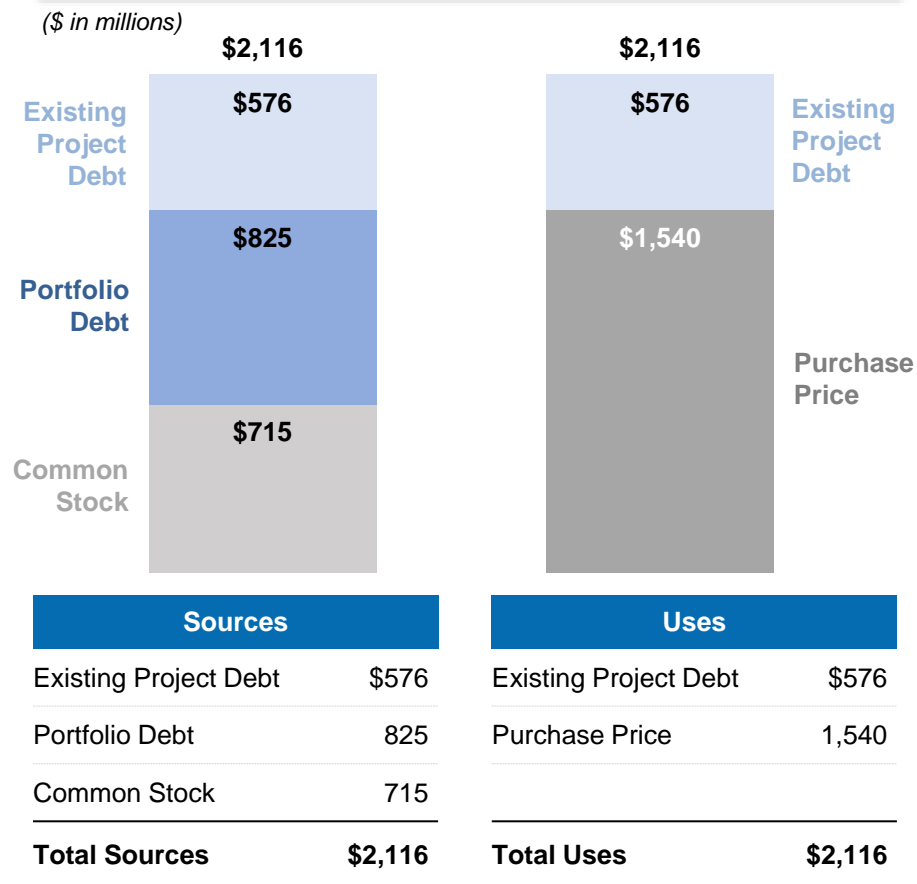 ($ in millions)
$2,116
$2,116
Existing
Project
Debt
$576
$576
Existing
Project
Debt
$825
$1,540
Portfolio
Debt
Purchase
Price
$715
Common
Stock
Sources
Existing Project Debt $576
Portfolio Debt 825
Common Stock 715
Total Sources $2,116
Uses
Existing Project Debt $576
Purchase Price 1,540
Total Uses $2,116